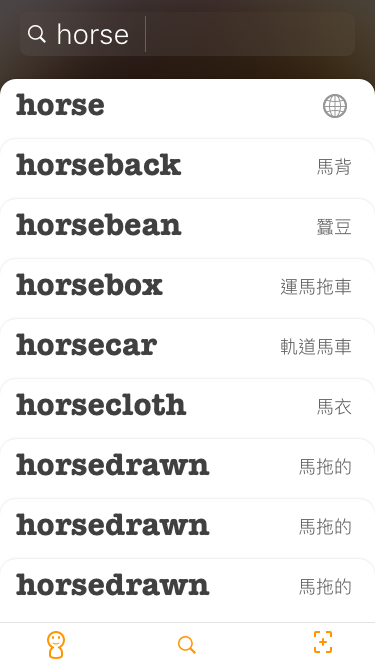 horse
horse
horseback 馬背
horsebean 蠶豆
horsebox 運馬拖車
horsecar 軌道馬車
horsecloth 馬衣
horsedrawn 馬拖的
horsedrawn 馬拖的
horsedrawn 馬拖的